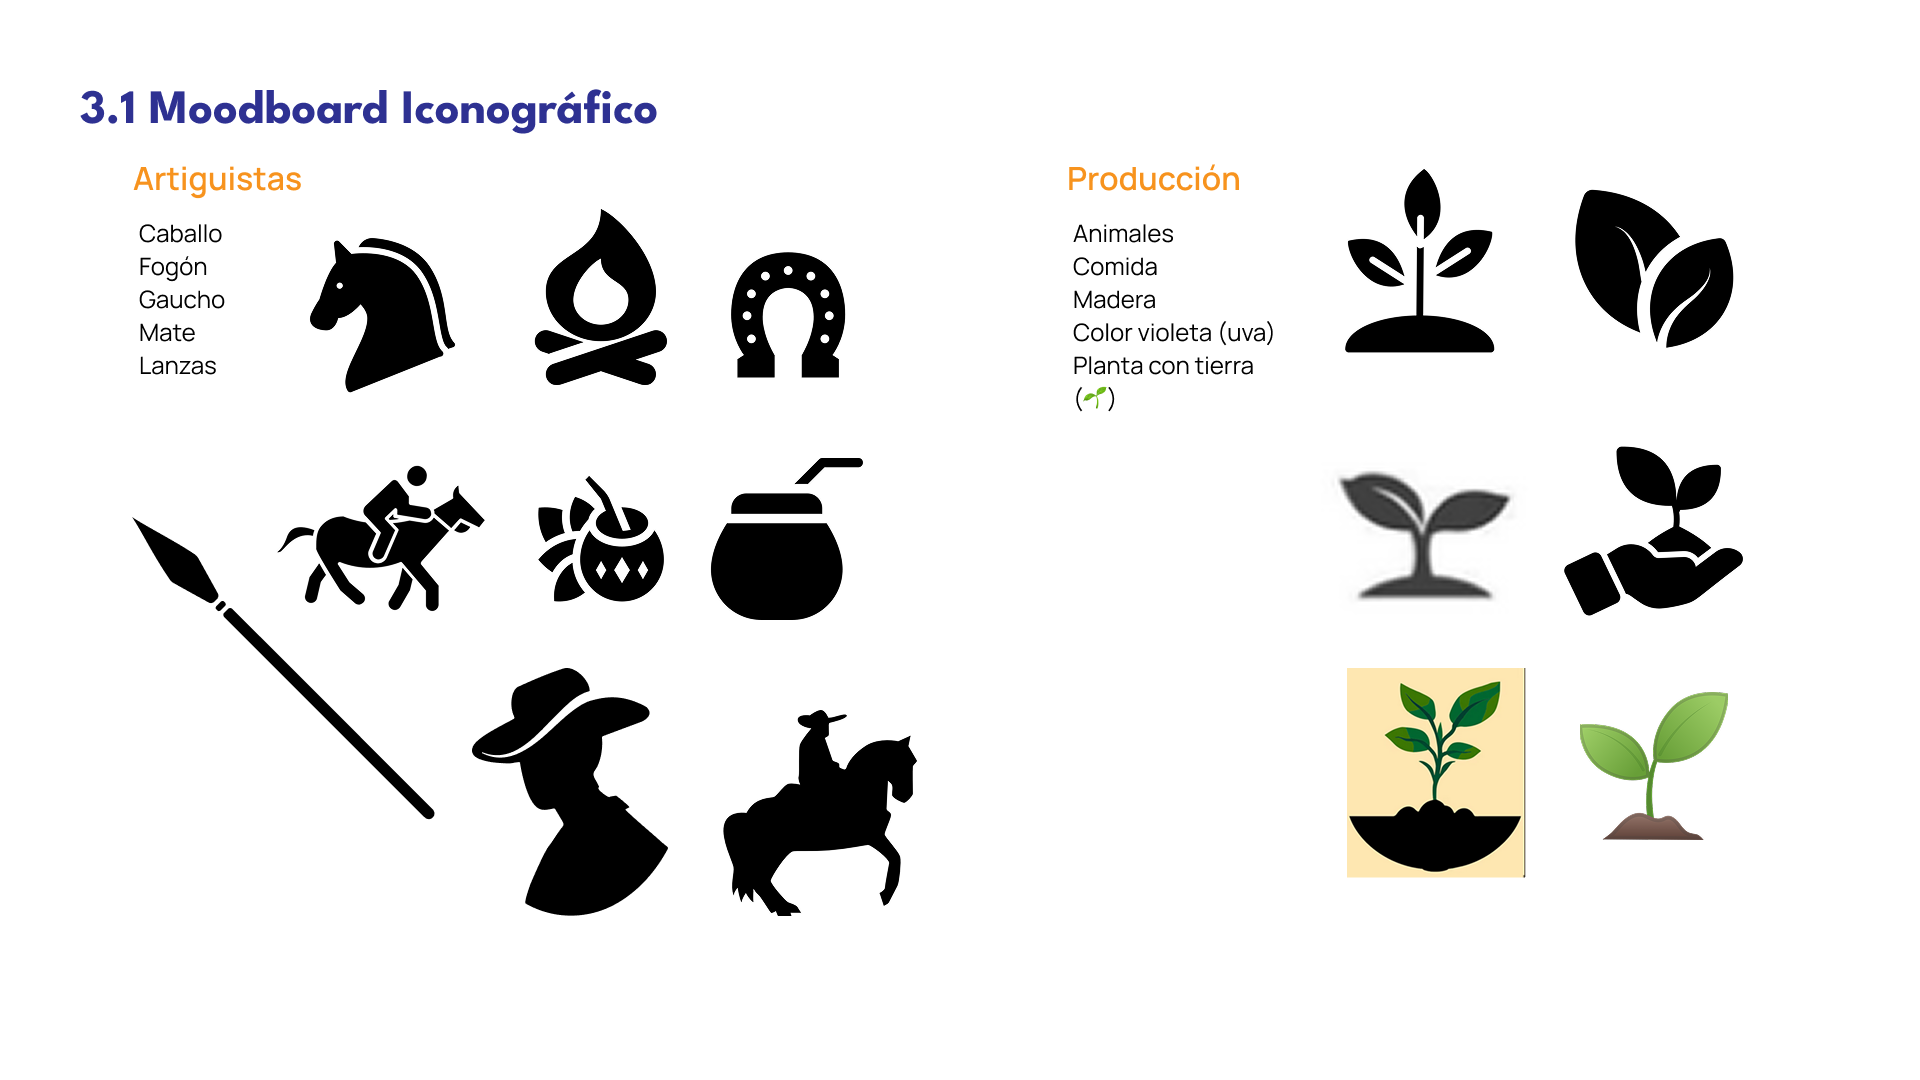 3.1 Moodboard Iconográfico
Artiguistas
Caballo
Fogón
Gaucho
Mate
Lanzas
Producción
Animales
Comida
Madera
Color violeta (uva)
Planta con tierra
(🌱)